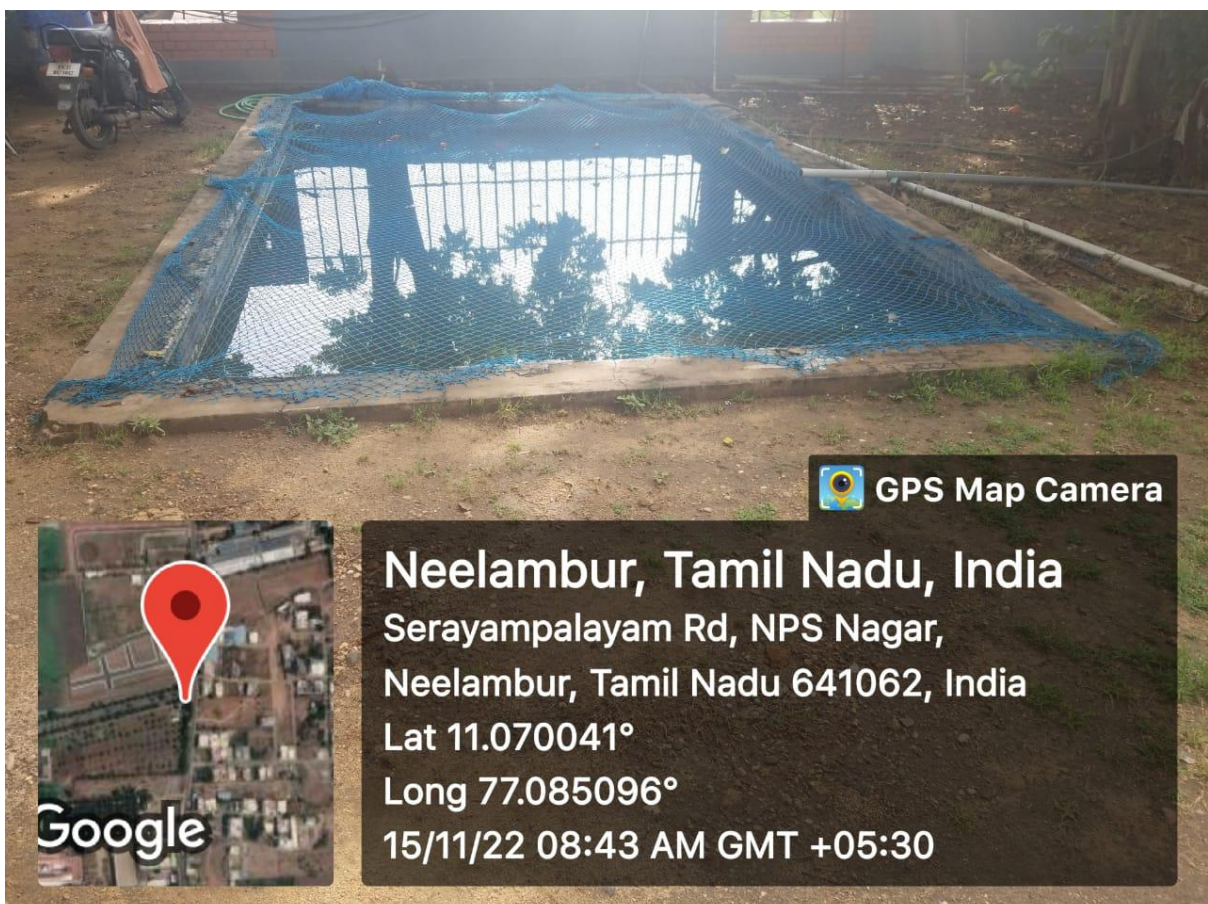 GPS Map Camera
Neelambur, Tamil Nadu, India
Serayampalayam Rd, NPS Nagar,
Neelambur, Tamil Nadu 641062, India
Lat 11.070041°
Long 77.085096°
15/11/22 08:43 AM GMT +05:30
Google